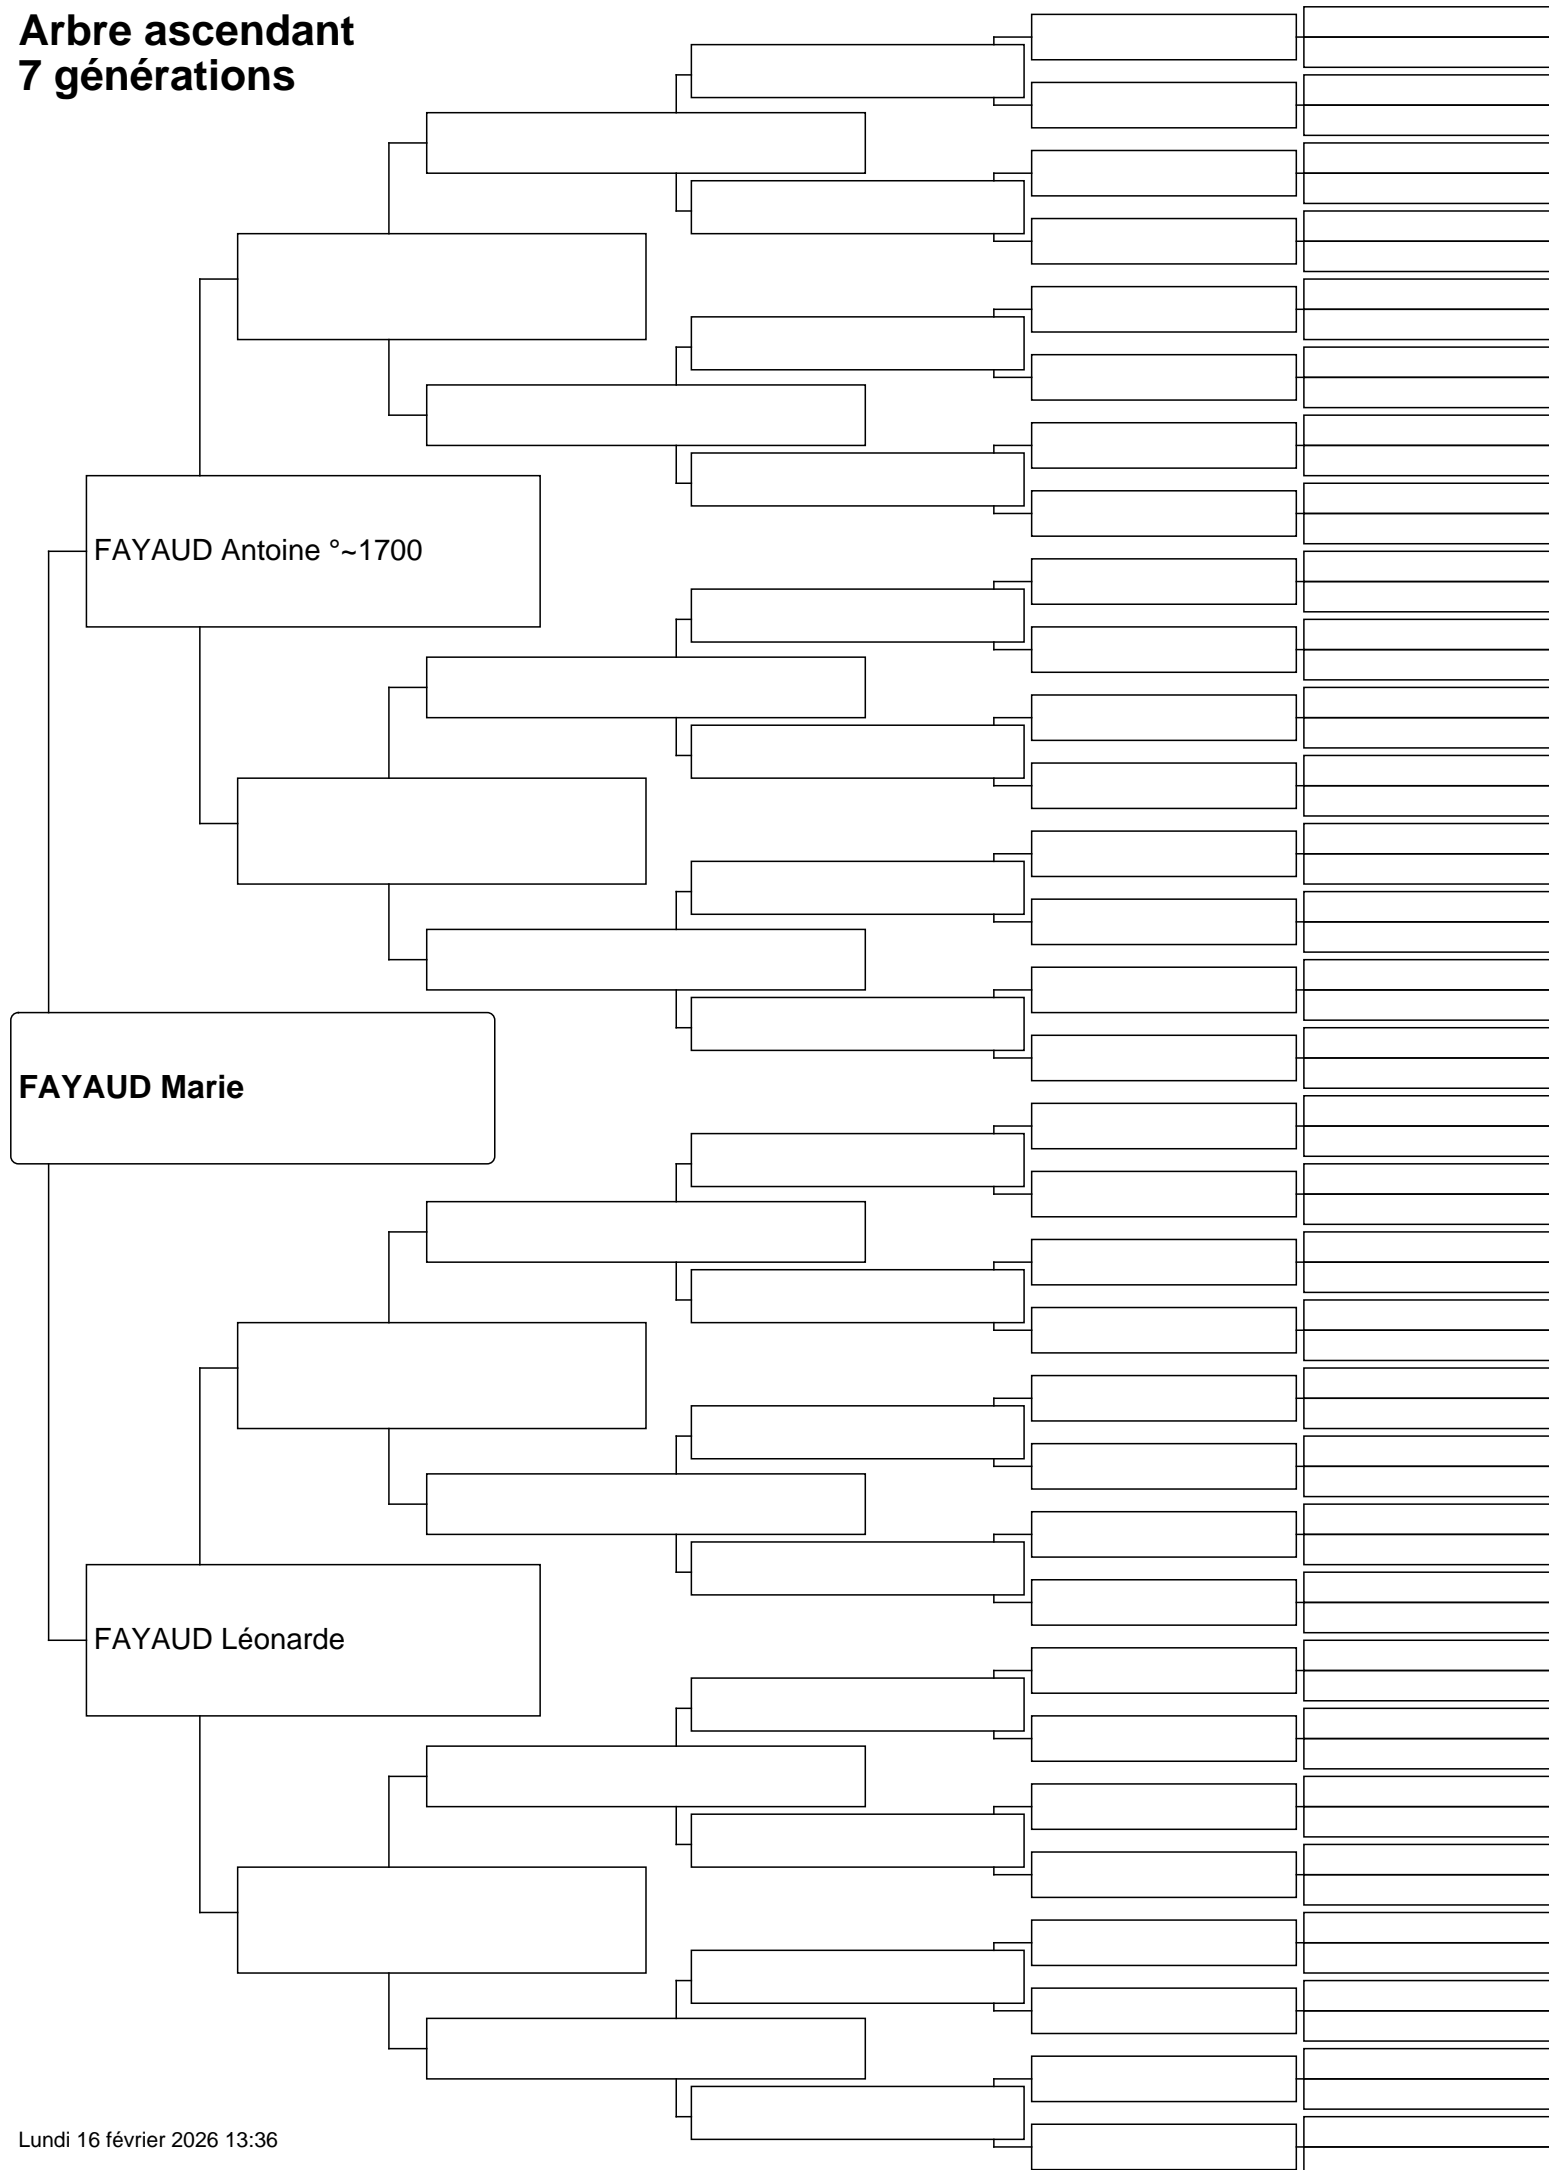 Arbre ascendant
7 générations
FAYAUD Antoine °~1700
FAYAUD Marie
FAYAUD Léonarde
Lundi 16 février 2026 13:36